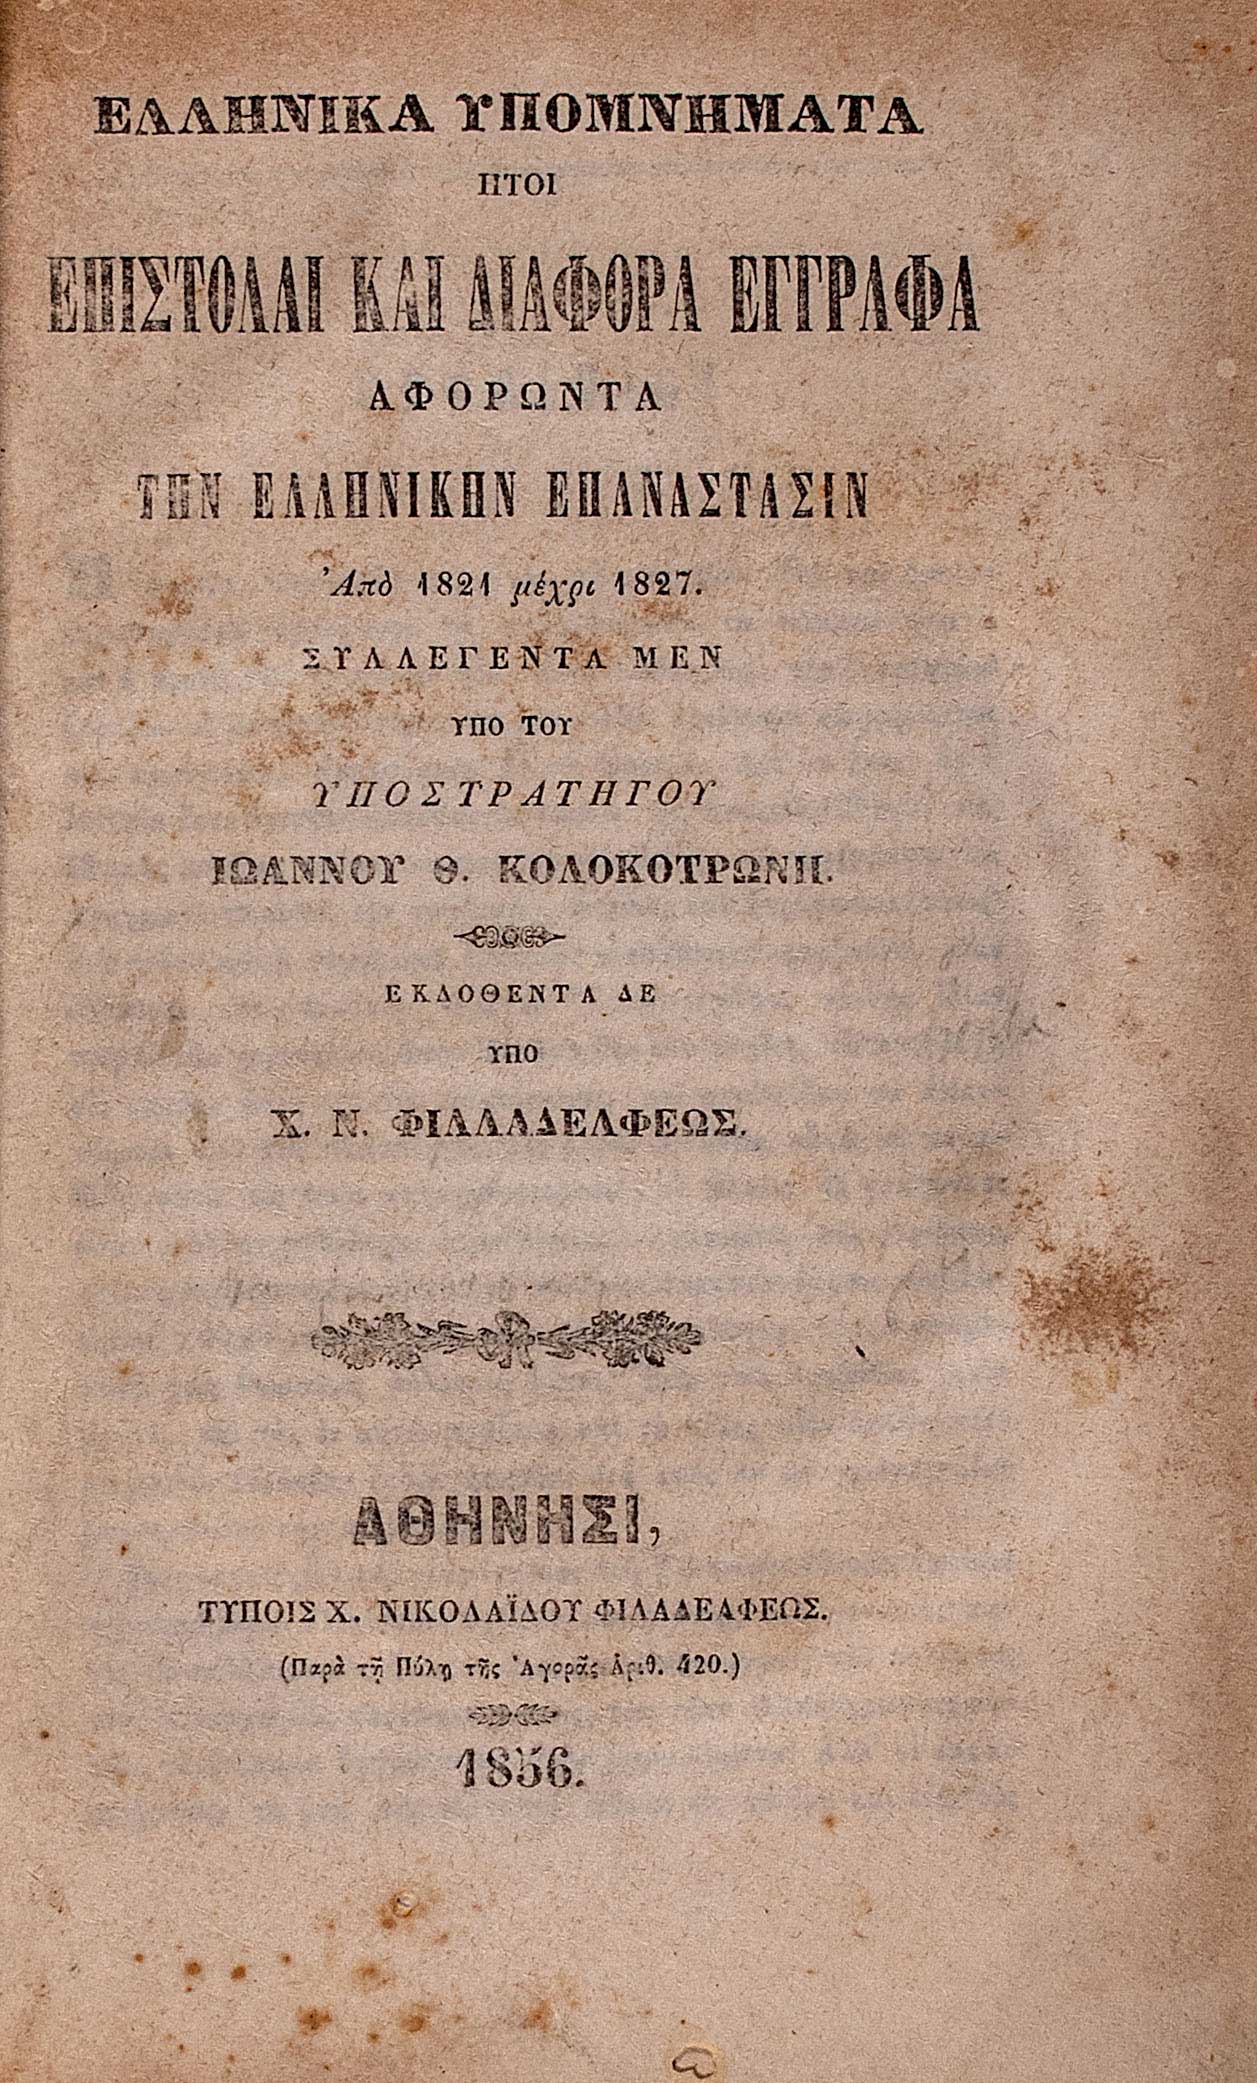 ΕΛΛΗΝΙΚΑ ΥΠΟΜΝΗΜΑΤΑ
ΗΤΟΙ
ΕΠΙΣΤΟΛΑΙ ΚΑΙ ΔΙΑΦΟΡΑ ΕΓΓΡΑΦΑ
ΑΦΟΡΩΝΤΑ
ΤΗΝ ΕΛΛΗΝΙΚΗΝ ΕΠΑΝΑΣΤΑΣΙΝ
Ἀπὸ 1821 μέχρι 1827.
ΣΥΛΛΕΓΕΝΤΑ ΜΕΝ
ΥΠΟ ΤΟΥ
ΥΠΟΣΤΡΑΤΗΓΟΥ
ΙΩΑΝΝΟΥ Θ. ΚΟΛΟΚΟΤΡΩΝΗ.
ΕΚΔΟΘΕΝΤΑ ΔΕ
ΥΠΟ
Χ. Ν. ΦΙΛΛΑΔΕΛΦΕΩΣ.
ΑΘΗΝΗΣΙ,
ΤΥΠΟΙΣ Χ. ΝΙΚΟΛΑΪΔΟΥ ΦΙΛΑΔΕΛΦΕΩΣ.
(Παρὰ τῇ Πύλῃ τῆς Ἀγορᾶς Ἀριθ. 420.)
1856.